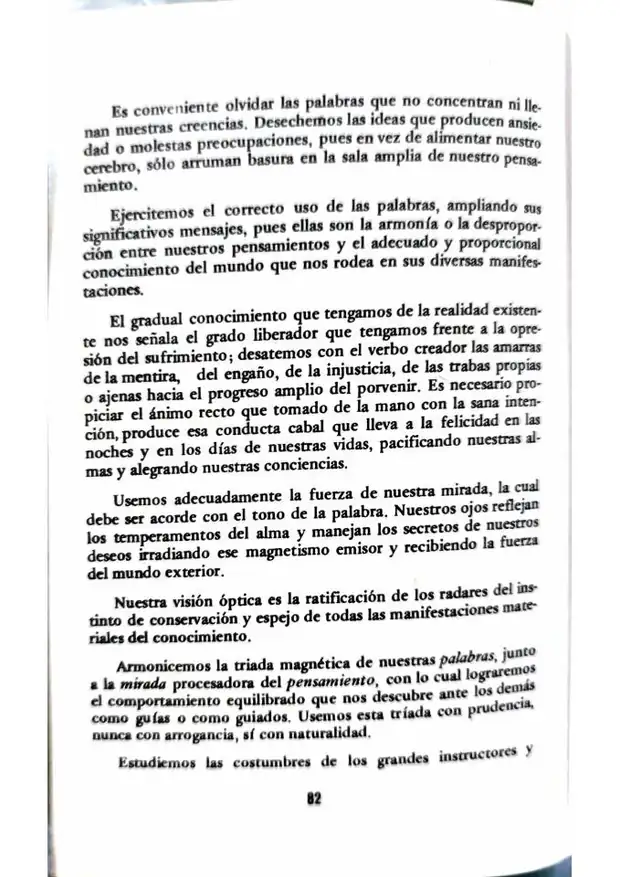 Es conveniente olvidar las palabras que no concentran ni lle-
nan nuestras creencias. Desechemos las ideas que producen ansie-
dad o molestas preocupaciones, pues en vez de alimentar nuestro
cerebro, sólo arruman basura en la sala amplia de nuestro pensa-
miento.
Ejercitemos el correcto uso de las palabras, ampliando sus
significativos mensajes, pues ellas son la armonía o la despropor-
ción entre nuestros pensamientos y el adecuado y proporcional
conocimiento del mundo que nos rodea en sus diversas manifes-
taciones.
El gradual conocimiento que tengamos de la realidad existen-
te nos señala el grado liberador que tengamos frente a la opre-
sión del sufrimiento; desatemos con el verbo creador las amarras
de la mentira, del engaño, de la injusticia, de las trabas propias
o ajenas hacia el progreso amplio del porvenir. Es necesario pro-
piciar el ánimo recto que tomado de la mano con la sana inten-
ción, produce esa conducta cabal que lleva a la felicidad en las
noches y en los días de nuestras vidas, pacificando nuestras al-
mas y alegrando nuestras conciencias.
Usemos adecuadamente la fuerza de nuestra mirada, la cual
debe ser acorde con el tono de la palabra. Nuestros ojos reflejan
los temperamentos del alma y manejan los secretos de nuestros
deseos irradiando ese magnetismo emisor y recibiendo la fuerza
del mundo exterior.
Nuestra visión óptica es la ratificación de los radares del ins-
tinto de conservación y espejo de todas las manifestaciones mate-
riales del conocimiento.
Armonicemos la triada magnética de nuestras palabras, junto
a la mirada procesadora del pensamiento, con lo cual lograremos
el comportamiento equilibrado que nos descubre ante los demás
como guías o como guiados. Usemos esta tríada con prudencia,
nunca con arrogancia, sí con naturalidad.
Estudiemos las costumbres de los grandes instructores y
82